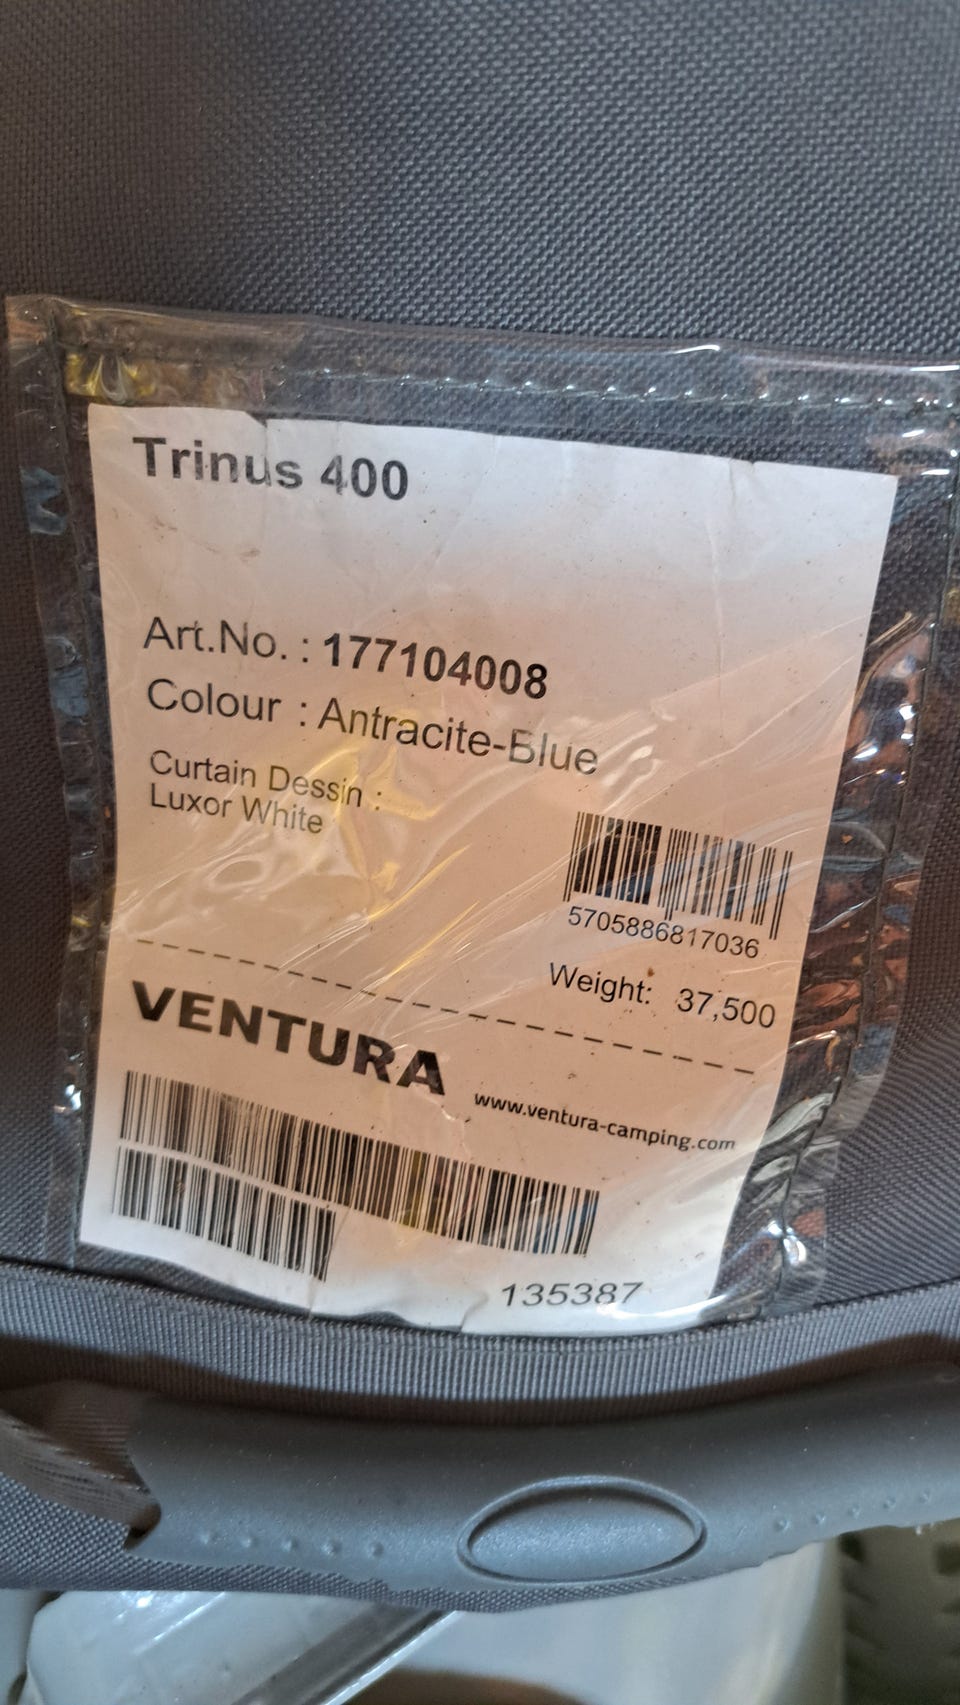 Trinus 400
Art.No. : 177104008
Colour : Antracite-Blue
Curtain Dessin :
Luxor White
5705886817036
Weight: 37,500
VENTURA
www.ventura-camping.com
135387